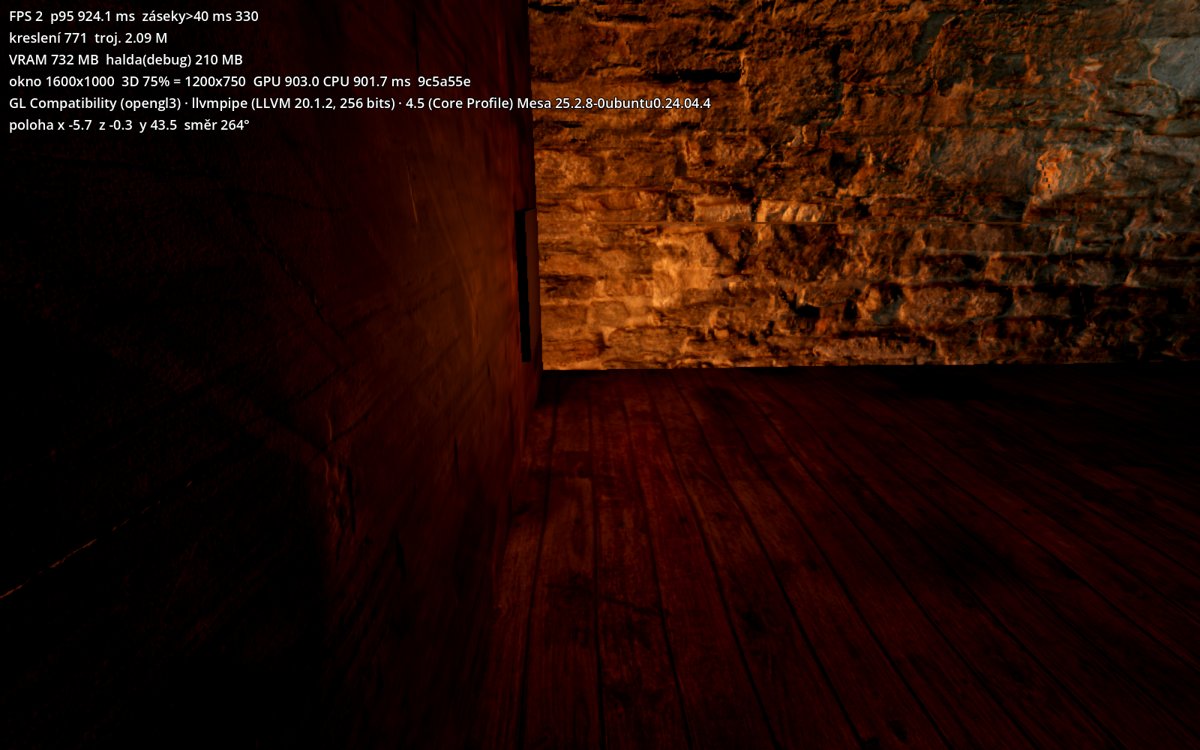 FPS 2  p95 924.1 ms  záseky>40 ms 330
kreslení 771  troj. 2.09 M
VRAM 732 MB  halda(debug) 210 MB
okno 1600x1000  3D 75% = 1200x750  GPU 903.0 CPU 901.7 ms  9c5a55e
GL Compatibility (opengl3) · llvmpipe (LLVM 20.1.2, 256 bits) · 4.5 (Core Profile) Mesa 25.2.8-0ubuntu0.24.04.4
poloha x -5.7  z -0.3  y 43.5  směr 264°